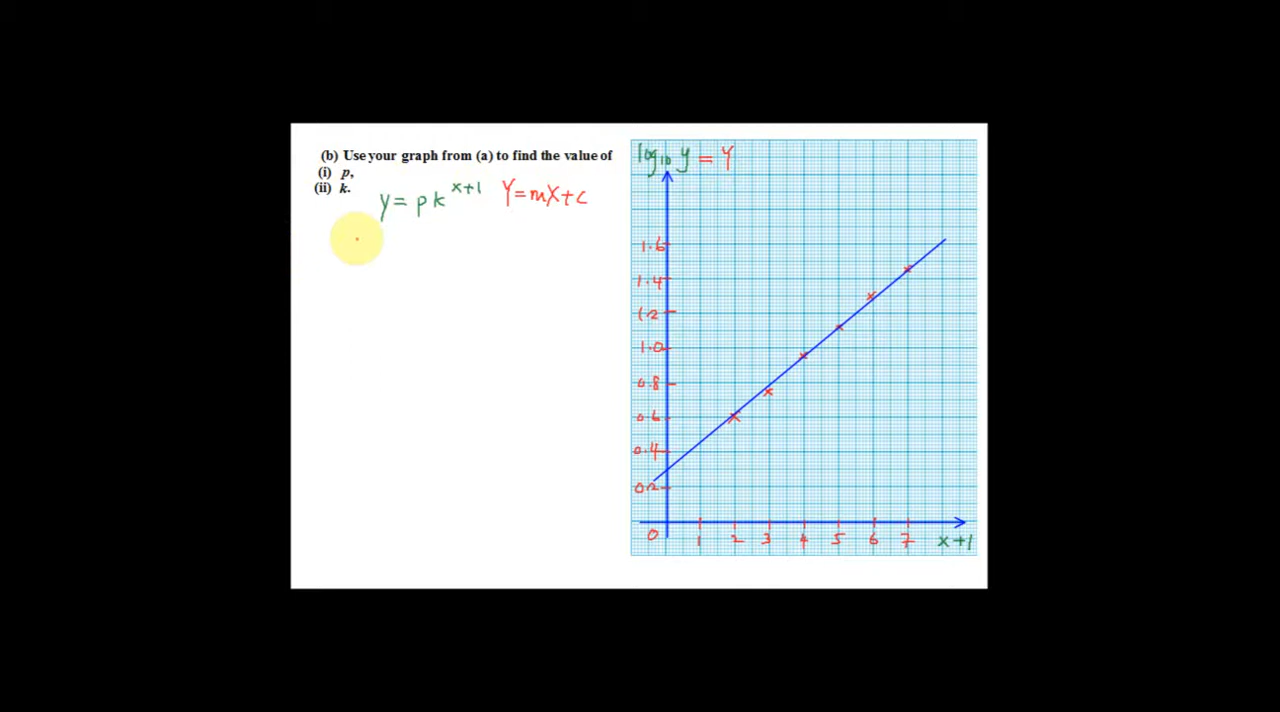 (b) Use your graph from (a) to find the value of
(i) p,
(ii) k.
y = pk^(x+1) Y = mX + c
log₁₀ y = Y
1.6
1.4
1.2
1.0
0.8
0.6
0.4
0.2
0 1 2 3 4 5 6 7 x+1